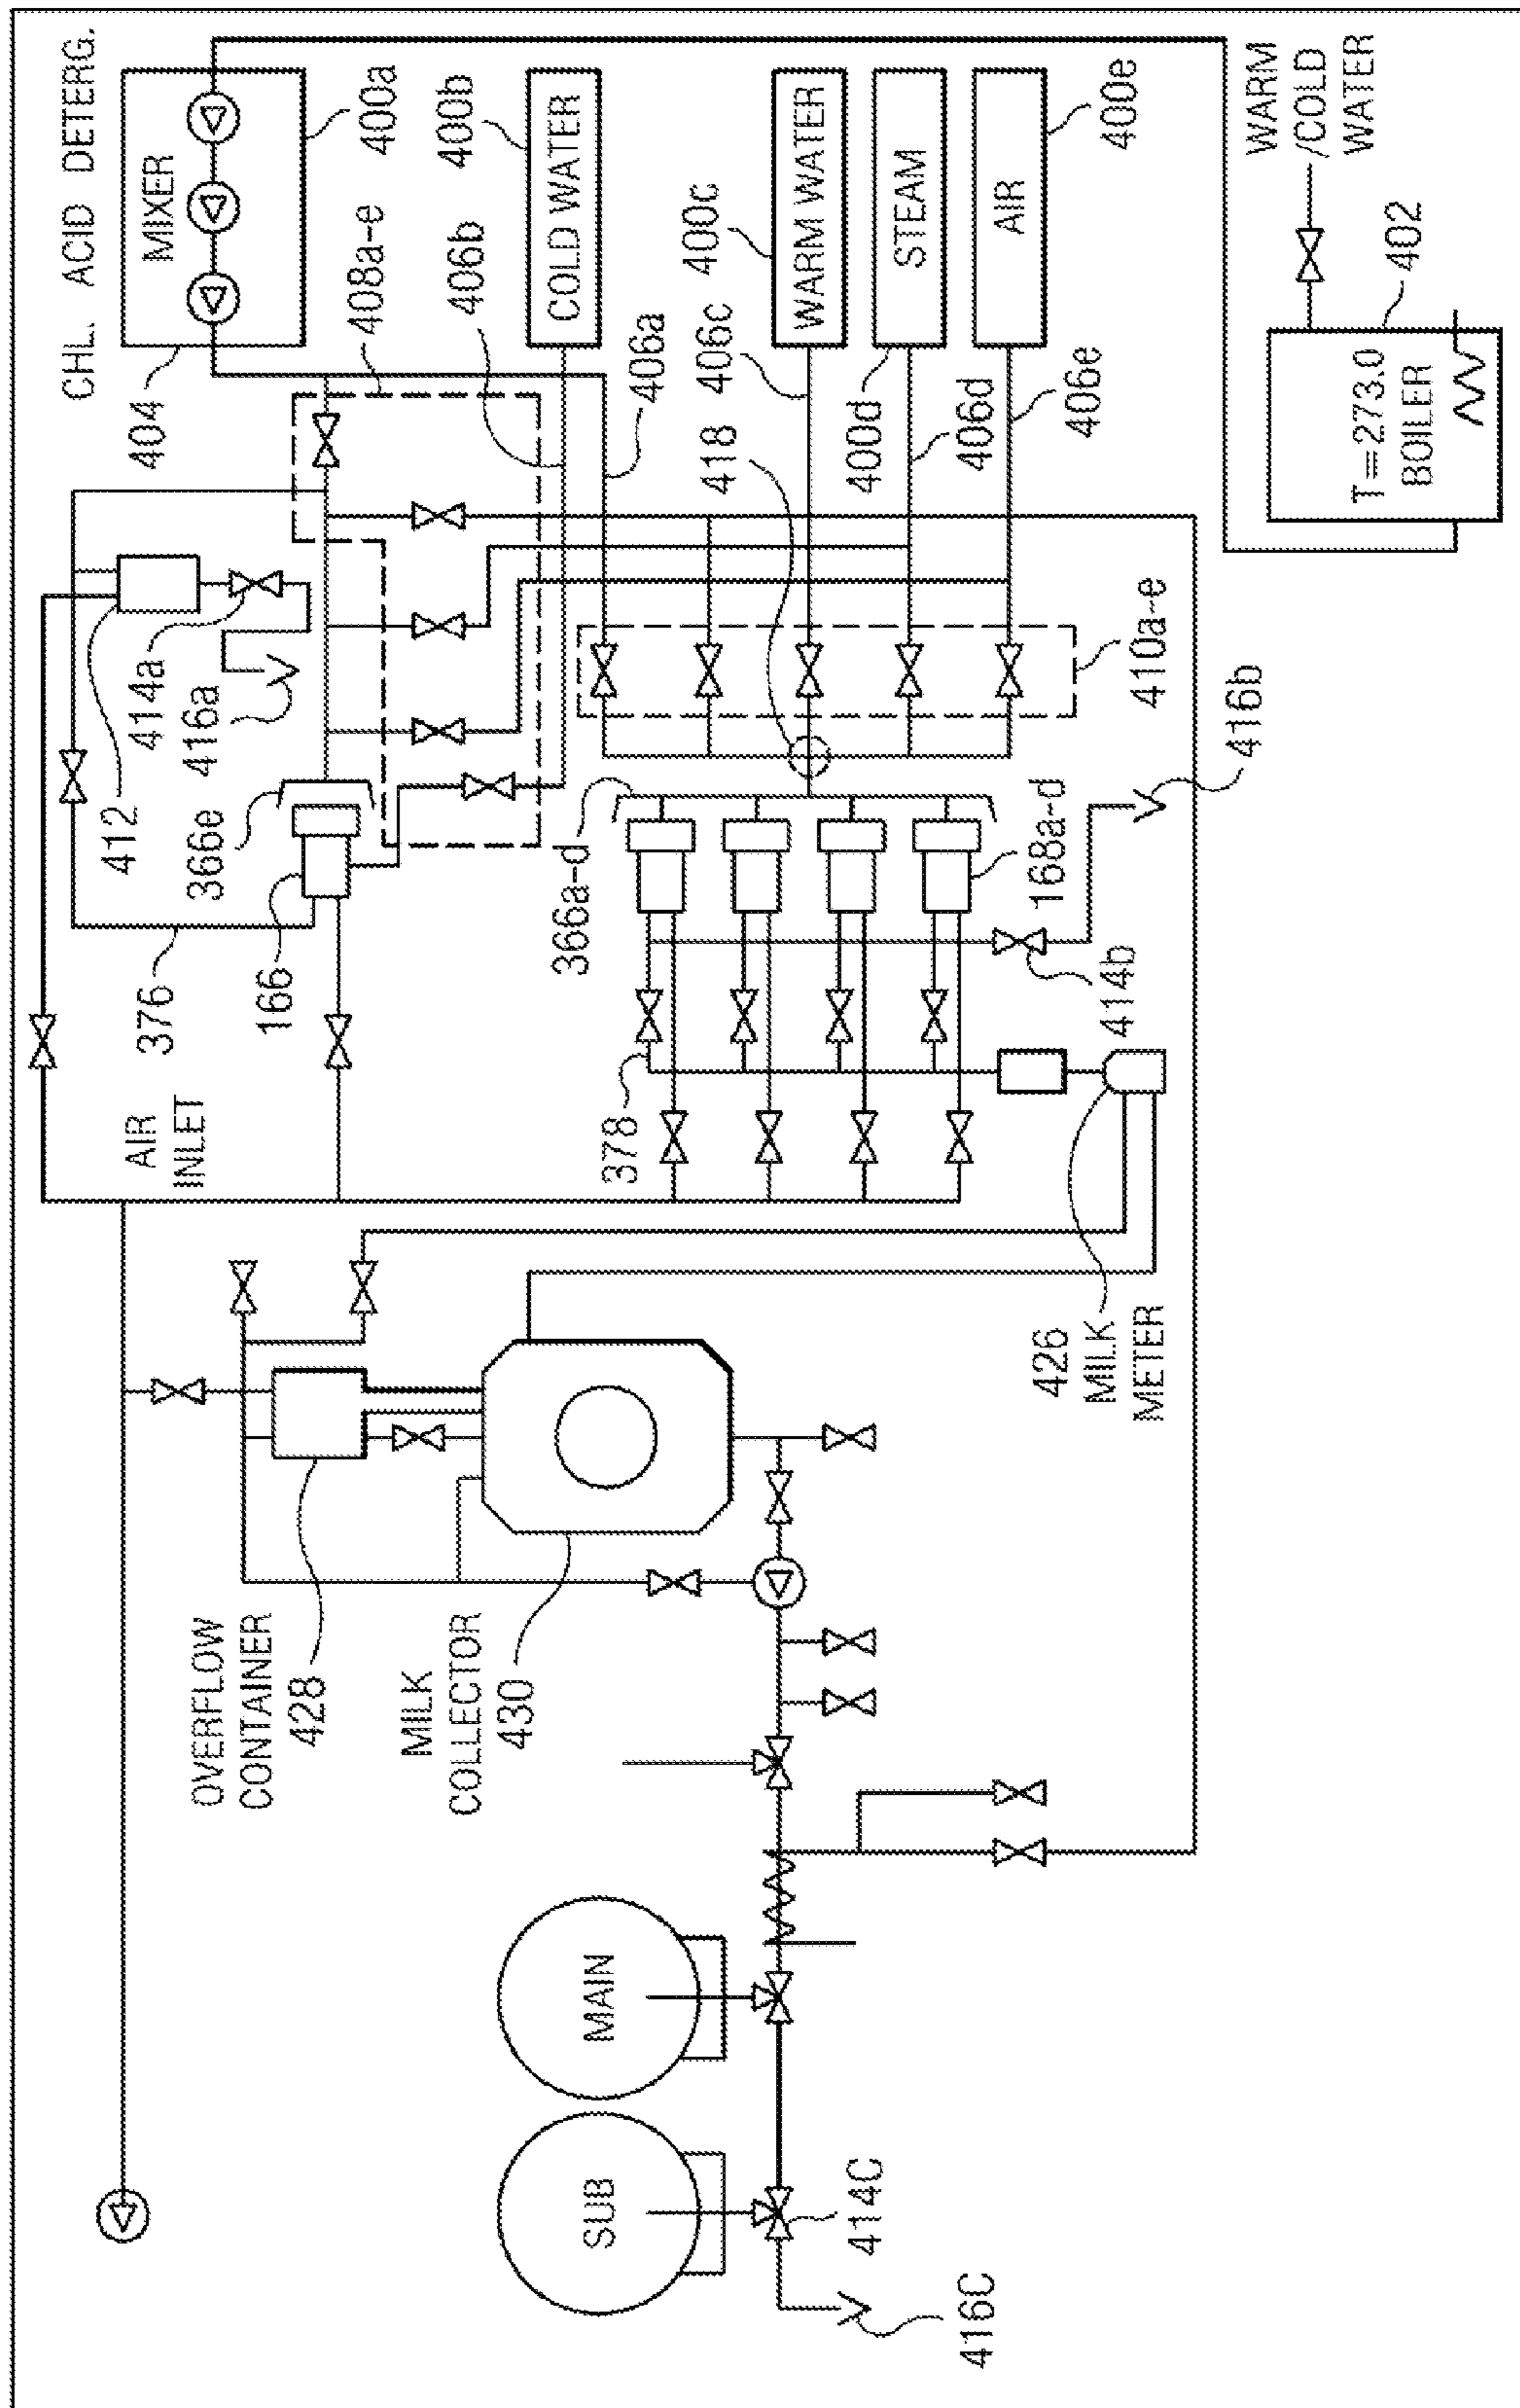 CHL. ACID DETERG.
404
MIXER
400a
408a-e
406b
400b
COLD WATER
406a
412
414a
416a
366e
376
166
AIR
INLET
418
406c
400c
WARM WATER
400d
STEAM
406d
AIR
400e
406e
410a-e
366a-d
168a-d
416b
378
414b
WARM
/COLD
WATER
T=273.0
BOILER
402
OVERFLOW
CONTAINER
428
MILK
COLLECTOR
430
426
MILK
METER
MAIN
SUB
414C
416C